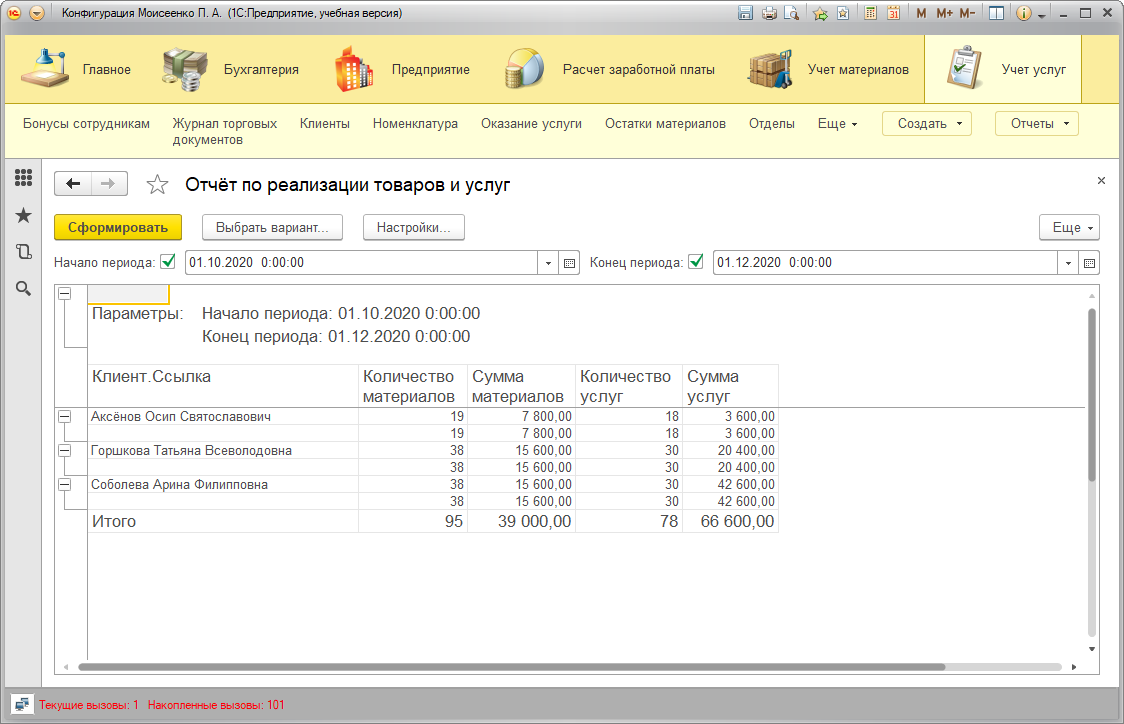 Конфигурация Моисеенко П. А. (1С:Предприятие, учебная версия)
M M+ M-
Главное Бухгалтерия Предприятие Расчет заработной платы Учет материалов Учет услуг
Бонусы сотрудникам Журнал торговых документов Клиенты Номенклатура Оказание услуги Остатки материалов Отделы Еще Создать Отчеты
Отчёт по реализации товаров и услуг
Сформировать Выбрать вариант... Настройки... Еще
Начало периода: 01.10.2020 0:00:00 Конец периода: 01.12.2020 0:00:00
Параметры: Начало периода: 01.10.2020 0:00:00
Конец периода: 01.12.2020 0:00:00
Клиент.Ссылка Количество материалов Сумма материалов Количество услуг Сумма услуг
Аксёнов Осип Святославович 19 7 800,00 18 3 600,00
19 7 800,00 18 3 600,00
Горшкова Татьяна Всеволодовна 38 15 600,00 30 20 400,00
38 15 600,00 30 20 400,00
Соболева Арина Филипповна 38 15 600,00 30 42 600,00
38 15 600,00 30 42 600,00
Итого 95 39 000,00 78 66 600,00
Текущие вызовы: 1 Накопленные вызовы: 101